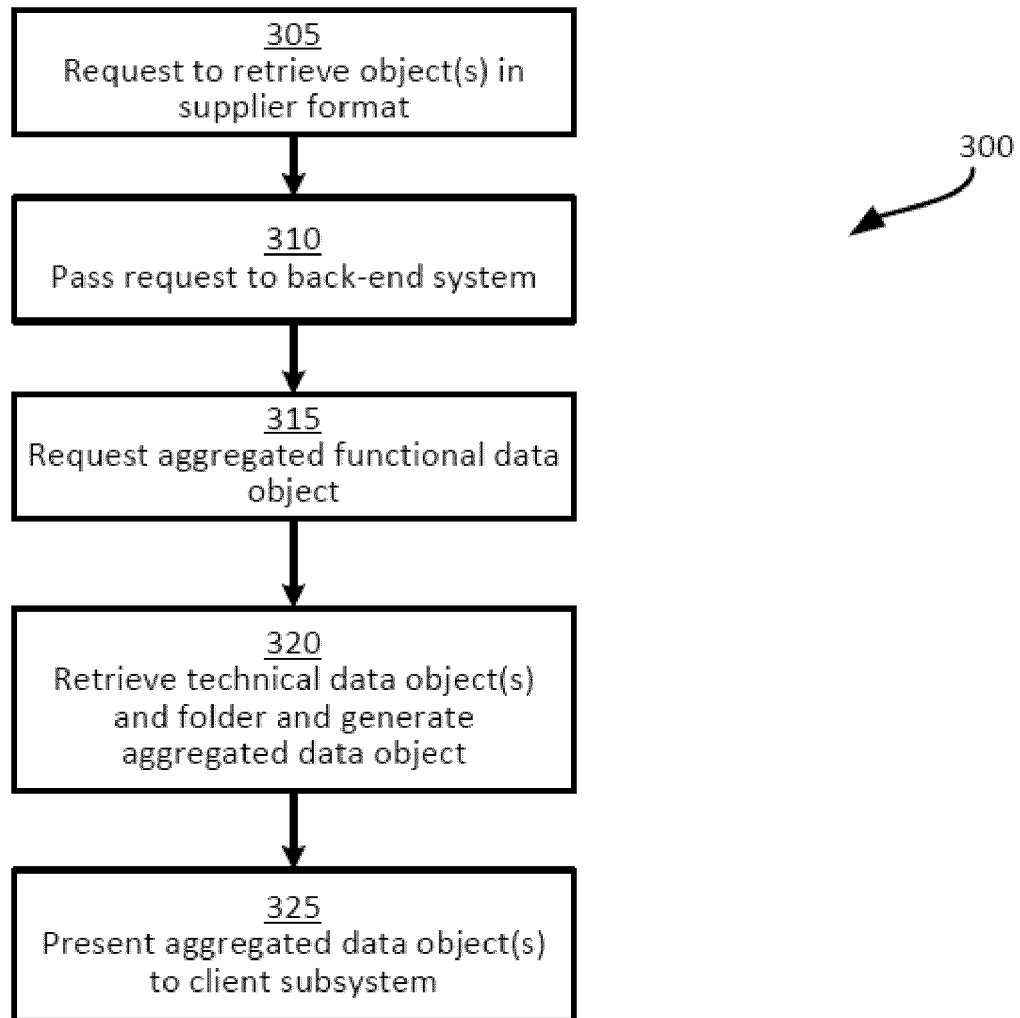 305
Request to retrieve object(s) in
supplier format
300
310
Pass request to back-end system
315
Request aggregated functional data
object
320
Retrieve technical data object(s)
and folder and generate
aggregated data object
325
Present aggregated data object(s)
to client subsystem